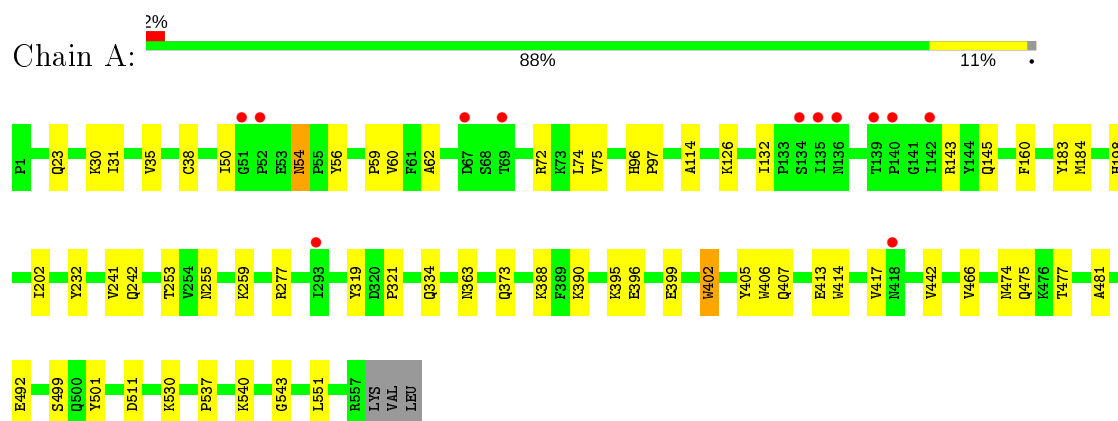 2%
Chain A:
88% 11% •
P1 Q23 K30 I31 V35 C38 I50 G51 P52 E53 N54 P55 Y56 P59 V60 F61 A62 D67 S68 T69 R72 K73 L74 V75 H96 P97 A114 K126 I132 P133 S134 I135 N136 T139 P140 G141 I142 R143 Y144 Q145 F160 Y183 M184 H198
I202 Y232 V241 Q242 T253 V254 N255 K259 R277 I293 Y319 D320 P321 Q334 N363 Q373 K388 F389 K390 K395 E396 E399 W402 Y405 W406 Q407 E413 W414 V417 N418 V442 V466 N474 Q475 K476 T477 A481
E492 S499 Q500 Y501 D511 K530 P537 K540 G543 L551 R557 LYS VAL LEU